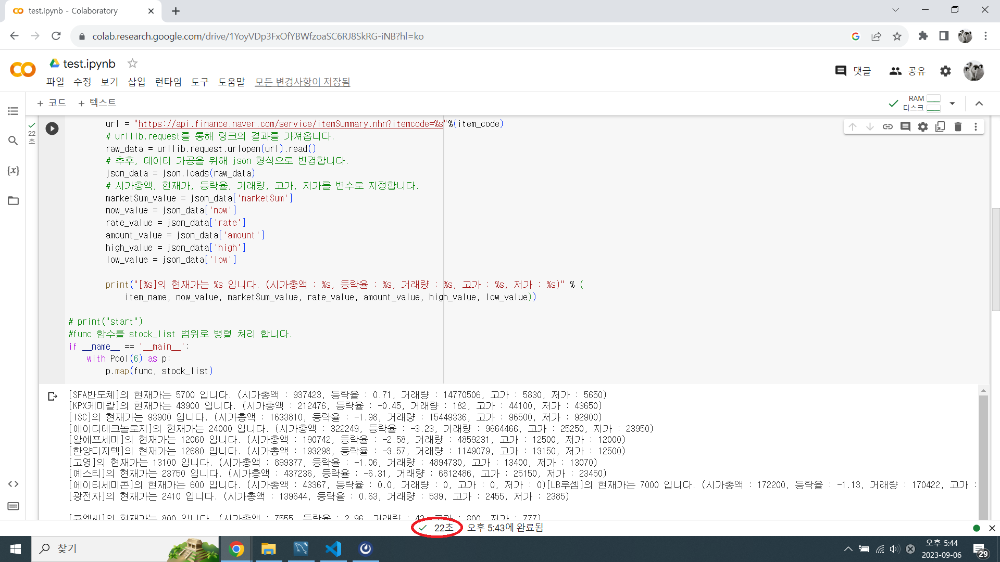 test.ipynb - Colaboratory
colab.research.google.com/drive/1YoyVDp3FxOfYBWfzoaSC6RJ8SkRG-iNB?hl=ko
test.ipynb
댓글
공유
파일 수정 보기 삽입 런타임 도구 도움말 모든 변경사항이 저장됨
+ 코드 + 텍스트
RAM
디스크
22
초
{x}
url = "https://api.finance.naver.com/service/itemSummary.nhn?itemcode=%s"%(item_code)
# urllib.request를 통해 링크의 결과를 가져옵니다.
raw_data = urllib.request.urlopen(url).read()
# 추후, 데이터 가공을 위해 json 형식으로 변경합니다.
json_data = json.loads(raw_data)
# 시가총액, 현재가, 등락율, 거래량, 고가, 저가를 변수로 지정합니다.
marketSum_value = json_data['marketSum']
now_value = json_data['now']
rate_value = json_data['rate']
amount_value = json_data['amount']
high_value = json_data['high']
low_value = json_data['low']
print("[%s]의 현재가는 %s 입니다. (시가총액 : %s, 등락율 : %s, 거래량 : %s, 고가 : %s, 저가 : %s)" % (
item_name, now_value, marketSum_value, rate_value, amount_value, high_value, low_value))
# print("start")
#func 함수를 stock_list 범위로 병렬 처리 합니다.
if __name__ == '__main__':
with Pool(6) as p:
p.map(func, stock_list)
[SFA반도체]의 현재가는 5700 입니다. (시가총액 : 937423, 등락율 : 0.71, 거래량 : 14770506, 고가 : 5830, 저가 : 5650)
[KPX케미칼]의 현재가는 43900 입니다. (시가총액 : 212476, 등락율 : -0.45, 거래량 : 182, 고가 : 44100, 저가 : 43650)
[ISC]의 현재가는 93900 입니다. (시가총액 : 1633810, 등락율 : -1.98, 거래량 : 15449336, 고가 : 96500, 저가 : 92900)
[에이디테크놀로지]의 현재가는 24000 입니다. (시가총액 : 322249, 등락율 : -3.23, 거래량 : 9664466, 고가 : 25250, 저가 : 23950)
[알에프세미]의 현재가는 12060 입니다. (시가총액 : 190742, 등락율 : -2.58, 거래량 : 4859231, 고가 : 12500, 저가 : 12000)
[한양디지텍]의 현재가는 12680 입니다. (시가총액 : 193298, 등락율 : -3.57, 거래량 : 1149079, 고가 : 13150, 저가 : 12500)
[고영]의 현재가는 13100 입니다. (시가총액 : 899377, 등락율 : -1.06, 거래량 : 4894730, 고가 : 13400, 저가 : 13070)
[예스티]의 현재가는 23750 입니다. (시가총액 : 437236, 등락율 : -6.31, 거래량 : 6812486, 고가 : 25150, 저가 : 23450)
[에이티세미콘]의 현재가는 600 입니다. (시가총액 : 43367, 등락율 : 0.0, 거래량 : 0, 고가 : 0, 저가 : 0)[LB루셈]의 현재가는 7000 입니다. (시가총액 : 172200, 등락율 : -1.13, 거래량 : 170422, 고가 :
[광전자]의 현재가는 2410 입니다. (시가총액 : 139644, 등락율 : 0.63, 거래량 : 539, 고가 : 2455, 저가 : 2385)
현재가는 800 입니다. (시가총액 : 7555, 등락율 : 2.96, 거래량 : 42, 고가 : 800, 저가 : 777)
22초 오후 5:43에 완료됨
찾기
오후 5:44
2023-09-06
29